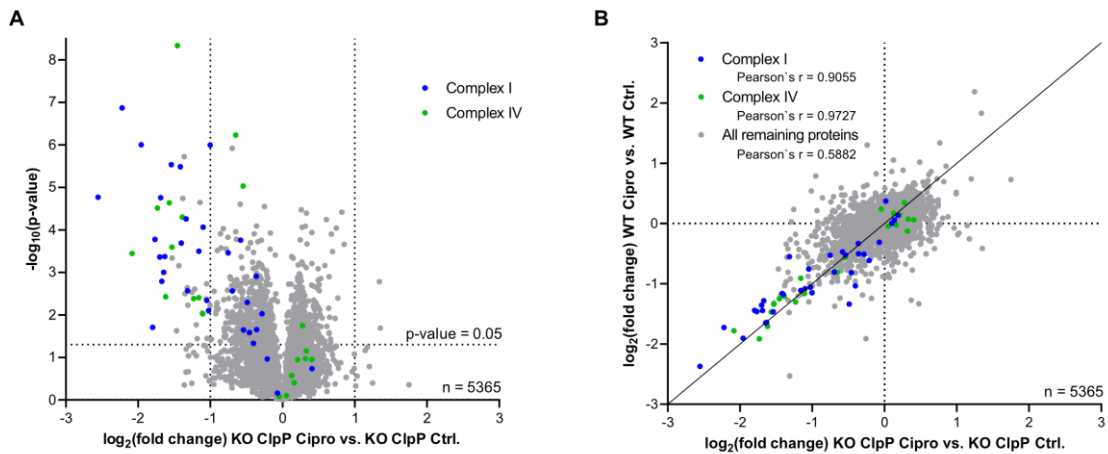 A
-log10(p-value)
8
7
6
5
4
3
2
1
0
Complex I
Complex IV
p-value = 0.05
n = 5365
-3
-2
-1
0
1
2
3
log2(fold change) KO ClpP Cipro vs. KO ClpP Ctrl.
B
log2(fold change) WT Cipro vs. WT Ctrl.
3
2
1
0
-1
-2
-3
Complex I
Pearson`s r = 0.9055
Complex IV
Pearson`s r = 0.9727
All remaining proteins
Pearson`s r = 0.5882
n = 5365
-3
-2
-1
0
1
2
3
log2(fold change) KO ClpP Cipro vs. KO ClpP Ctrl.